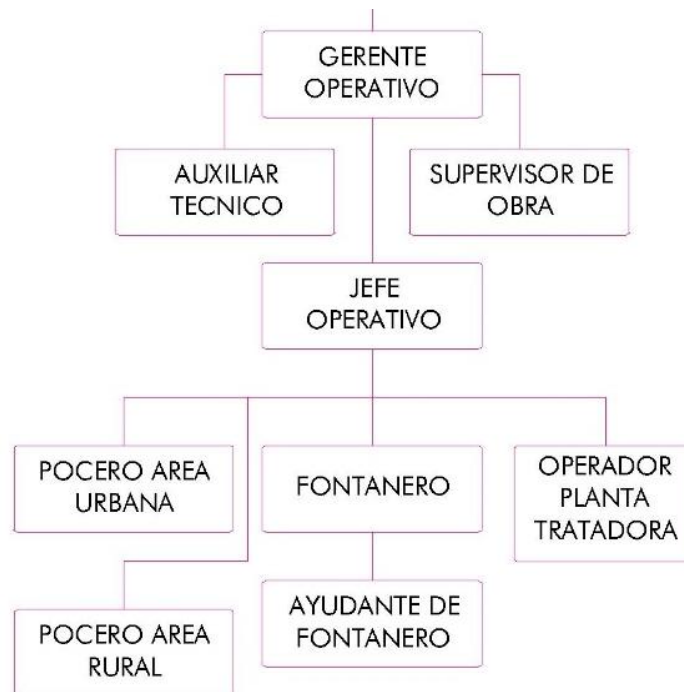 GERENTE
OPERATIVO
AUXILIAR
TECNICO
SUPERVISOR DE
OBRA
JEFE
OPERATIVO
POCERO AREA
URBANA
FONTANERO
OPERADOR
PLANTA
TRATADORA
POCERO AREA
RURAL
AYUDANTE DE
FONTANERO